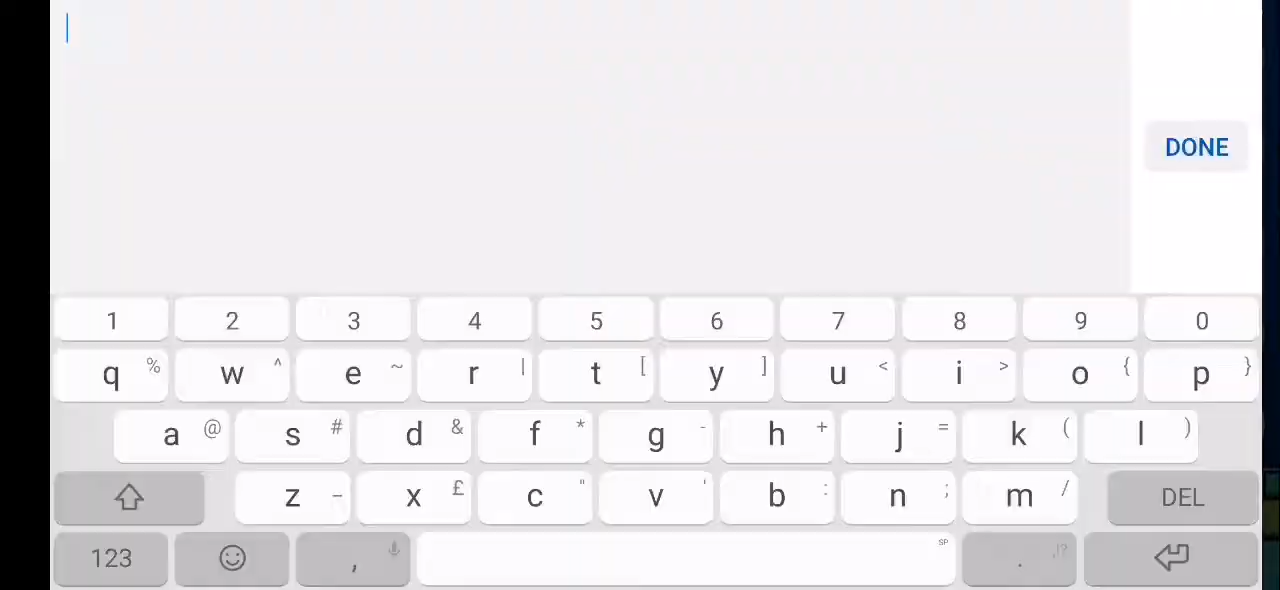 DONE
1 2 3 4 5 6 7 8 9 0
q % w ^ e ~ r | t [ y ] u < i > o { p }
a @ s # d & f * g - h + j = k ( l )
z _ x £ c " v ' b : n ; m / DEL
123 , SP . ,!?